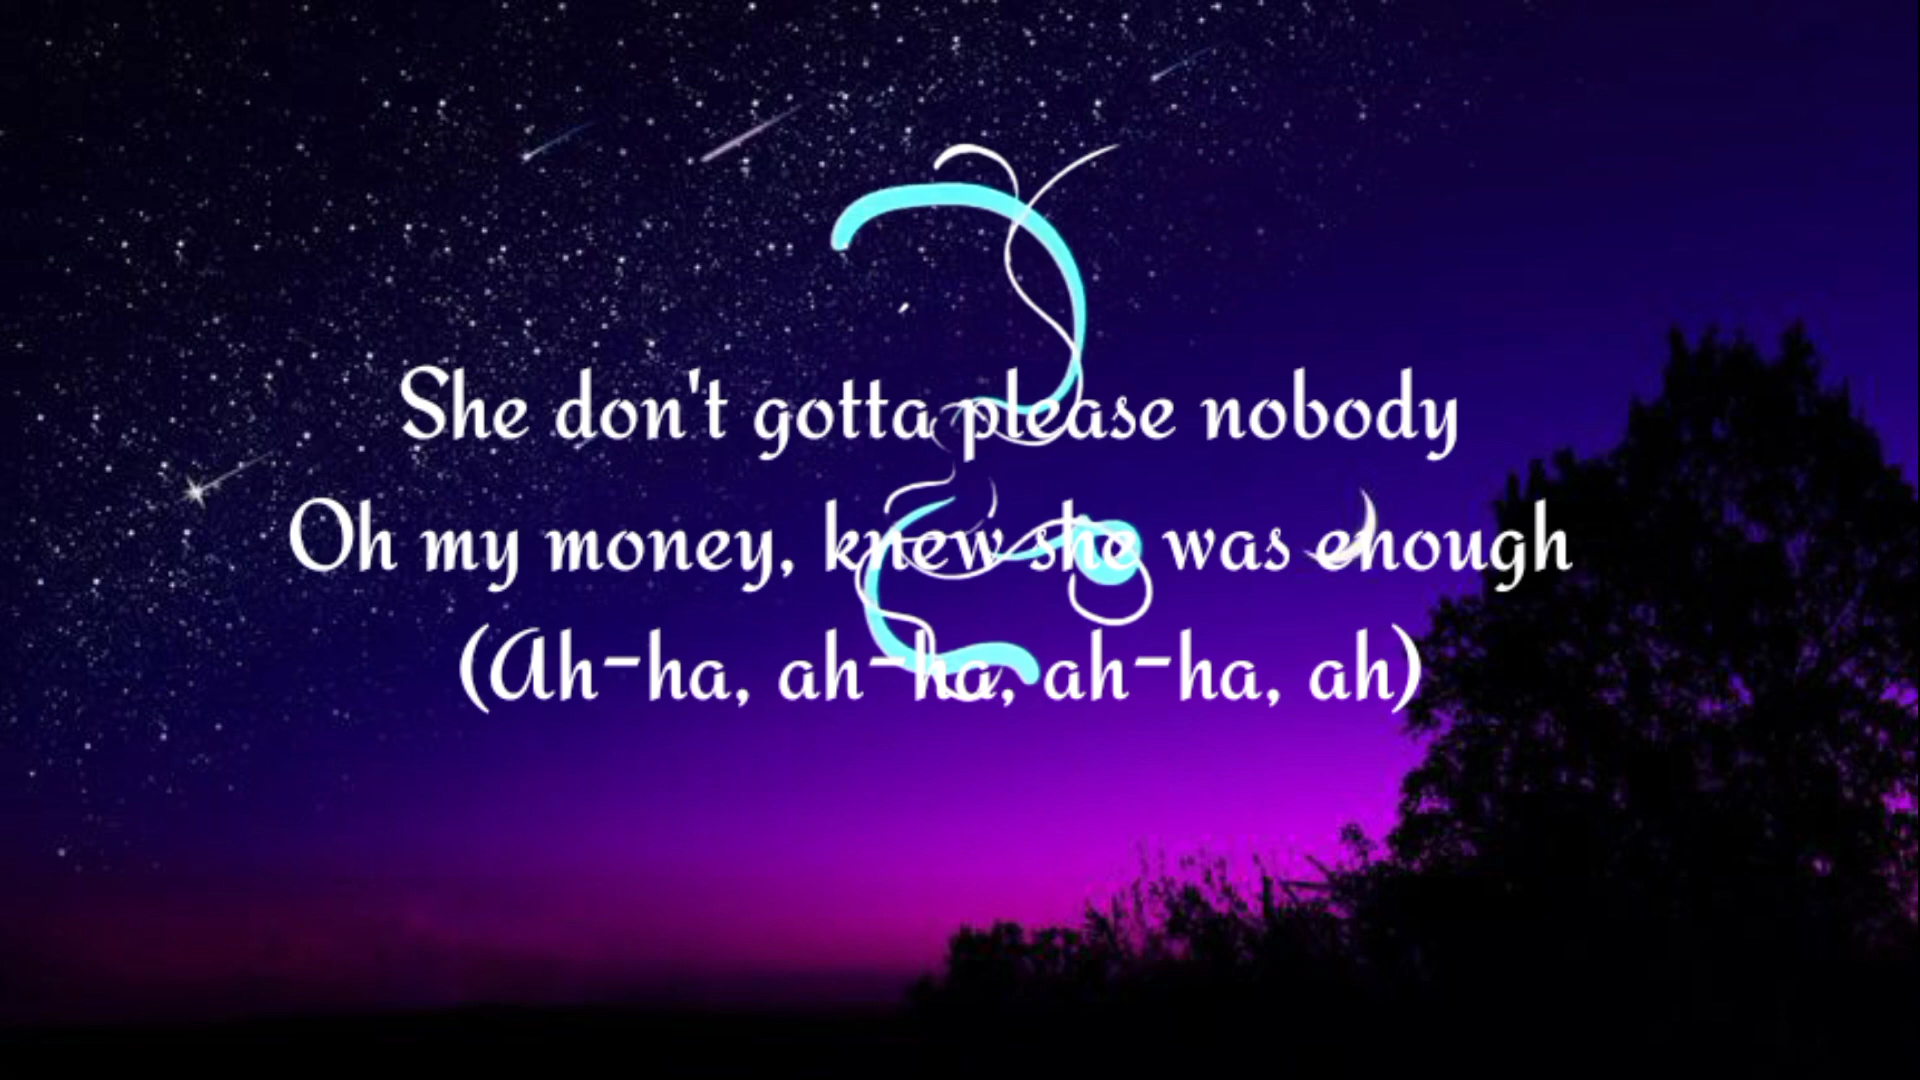 She don't gotta please nobody
Oh my money, knew she was enough
(Ah-ha, ah-ha, ah-ha, ah)